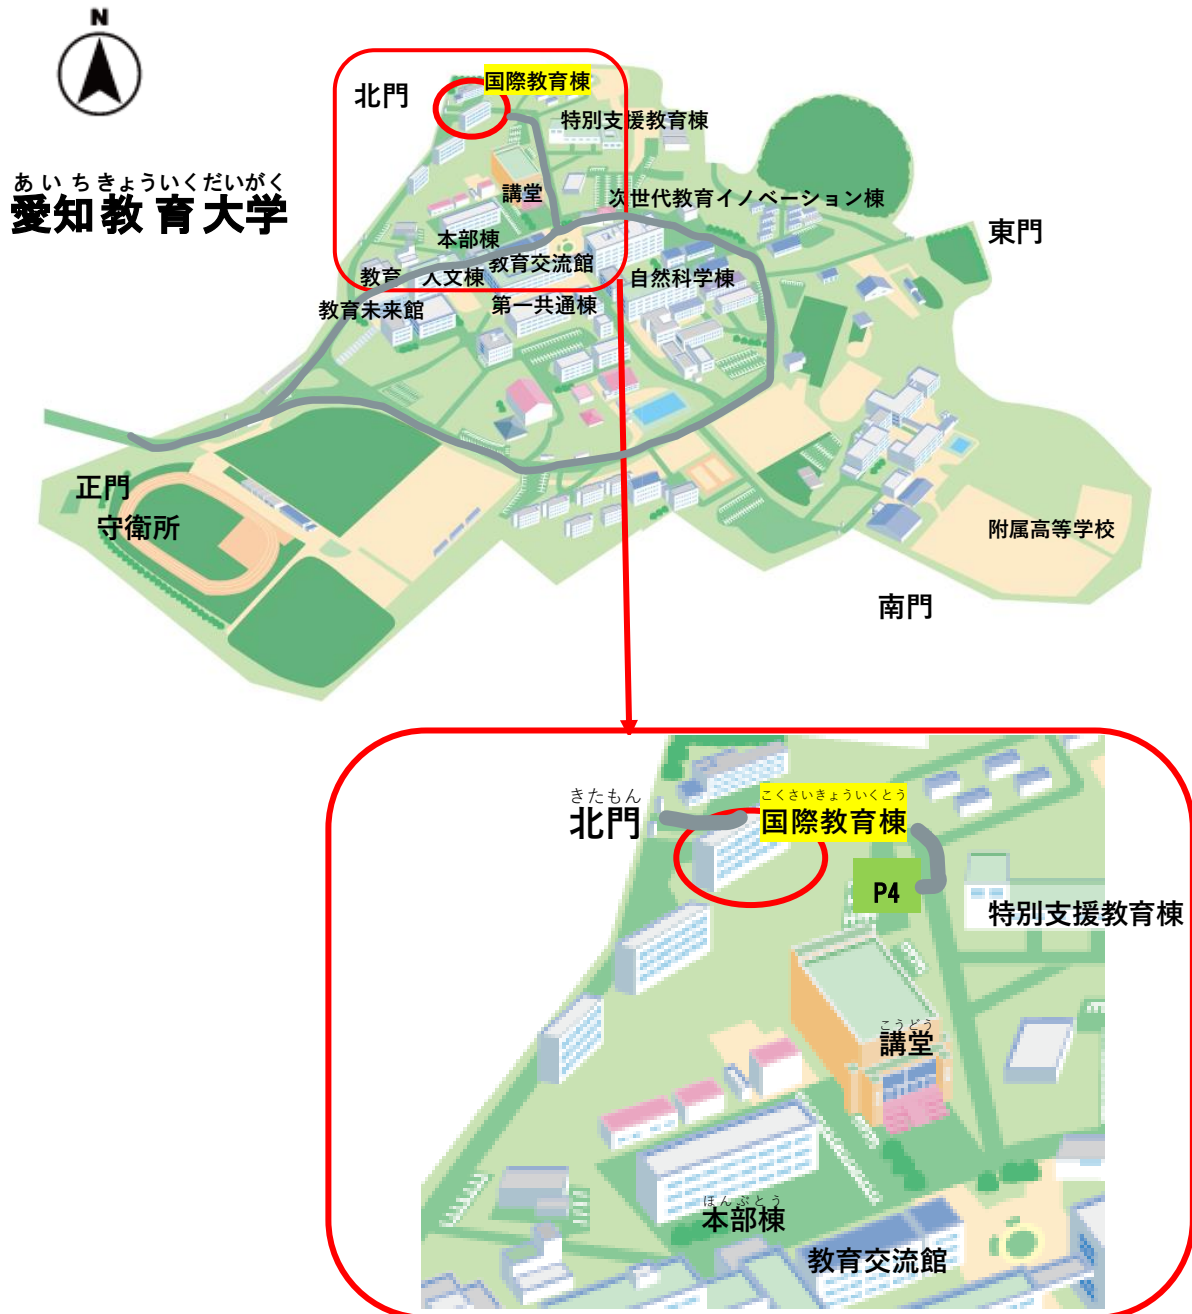 N
北門
国際教育棟
特別支援教育棟
あいちきょういくだいがく
愛知教育大学
講堂
次世代教育イノベーション棟
本部棟
東門
教育交流館
教育 人文棟
自然科学棟
教育未来館
第一共通棟
正門
守衛所
附属高等学校
南門
きたもん
北門
こくさいきょういくとう
国際教育棟
P4
特別支援教育棟
こうどう
講堂
ほんぶとう
本部棟
教育交流館